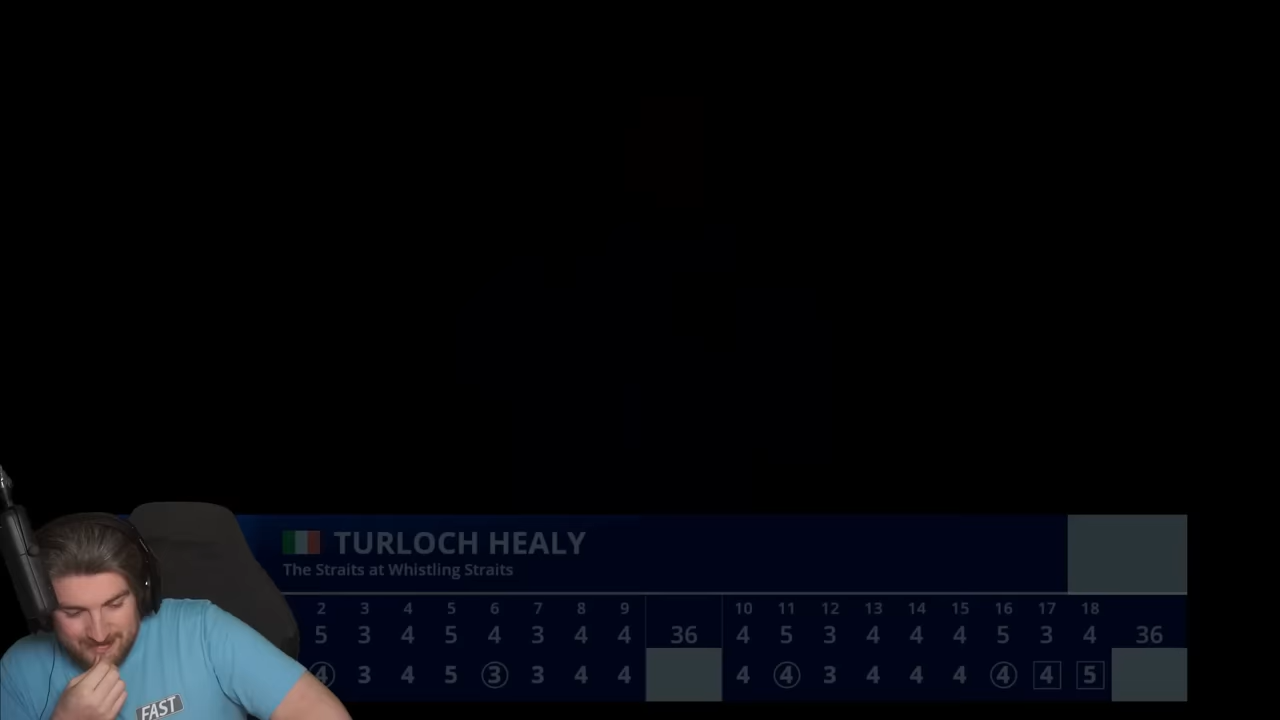 TURLOCH HEALY
The Straits at Whistling Straits
2 3 4 5 6 7 8 9 10 11 12 13 14 15 16 17 18
5 3 4 5 4 3 4 4 36 4 5 3 4 4 4 5 3 4 36
4 3 4 5 3 3 4 4 4 4 3 4 4 4 4 4 5
FAST